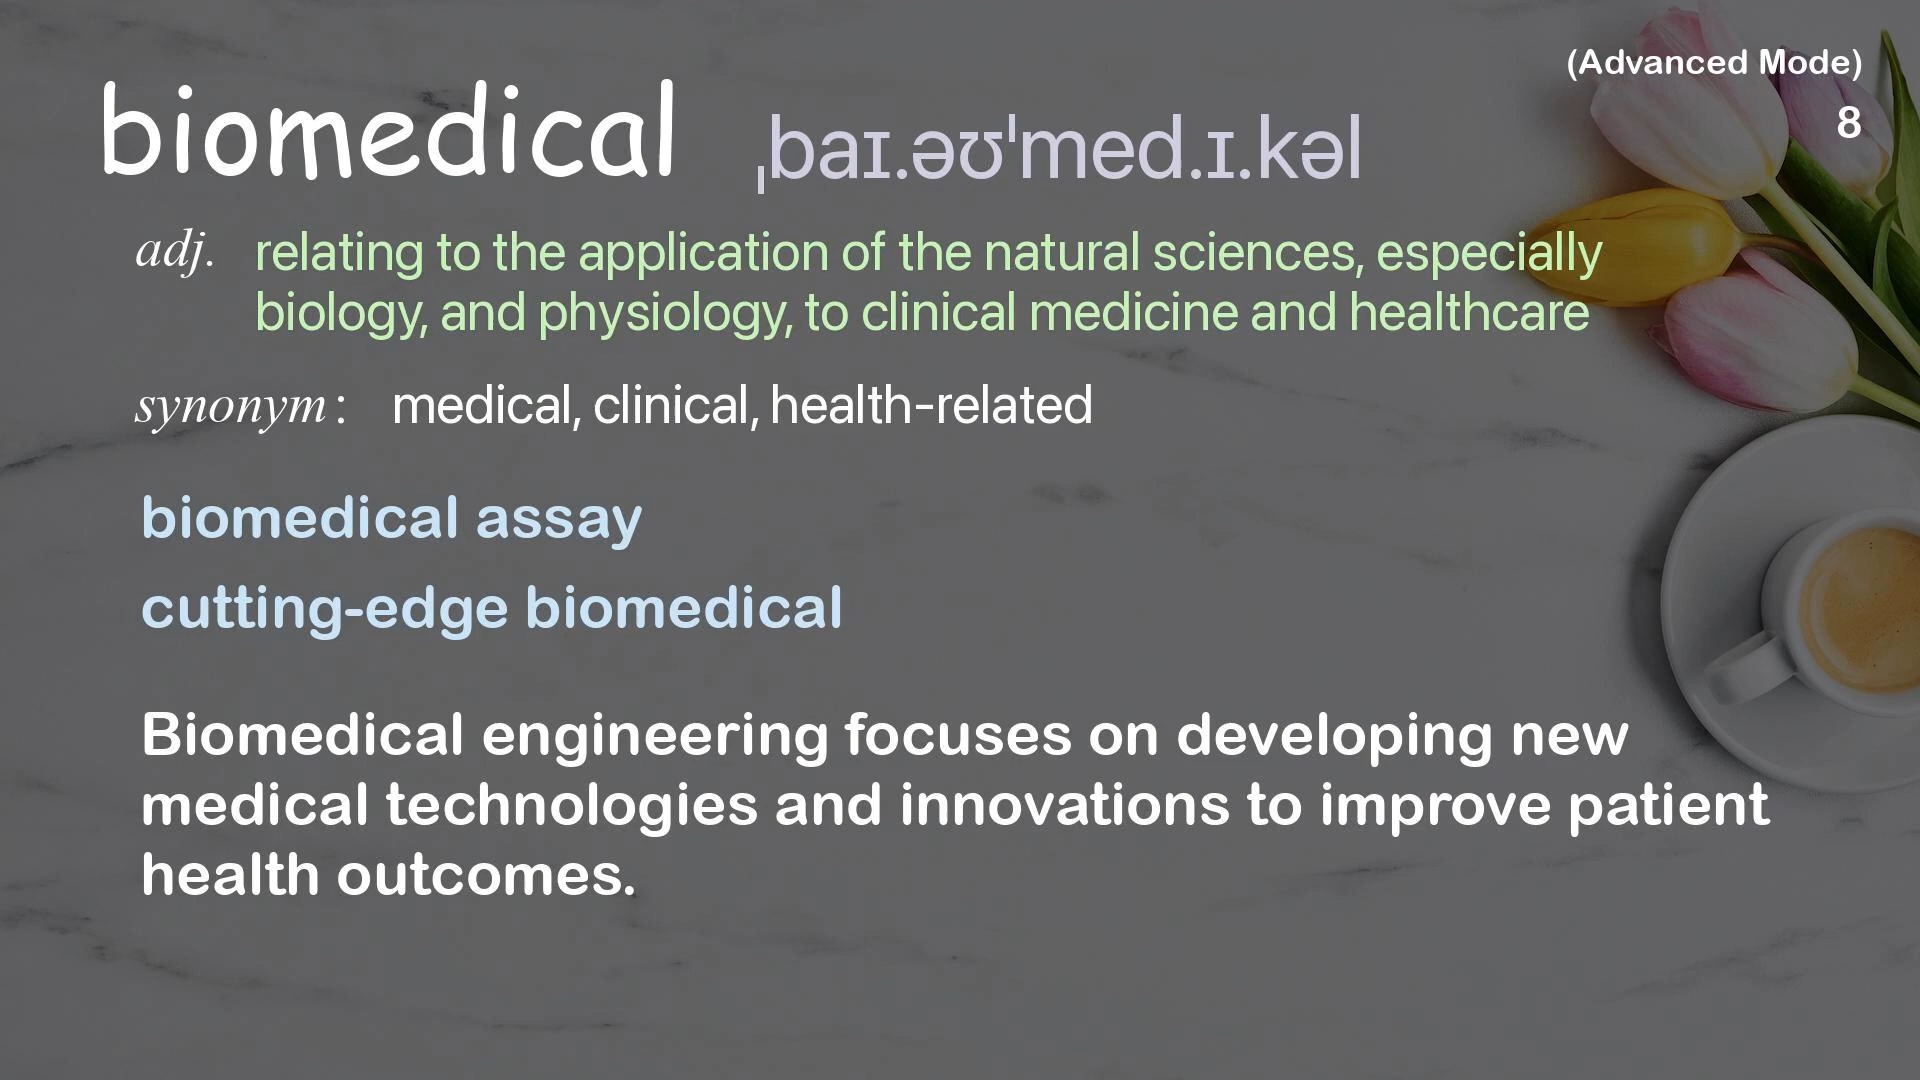 (Advanced Mode)
8
biomedical ˌbaɪ.əʊˈmed.ɪ.kəl
adj. relating to the application of the natural sciences, especially
biology, and physiology, to clinical medicine and healthcare
synonym: medical, clinical, health-related
biomedical assay
cutting-edge biomedical
Biomedical engineering focuses on developing new
medical technologies and innovations to improve patient
health outcomes.